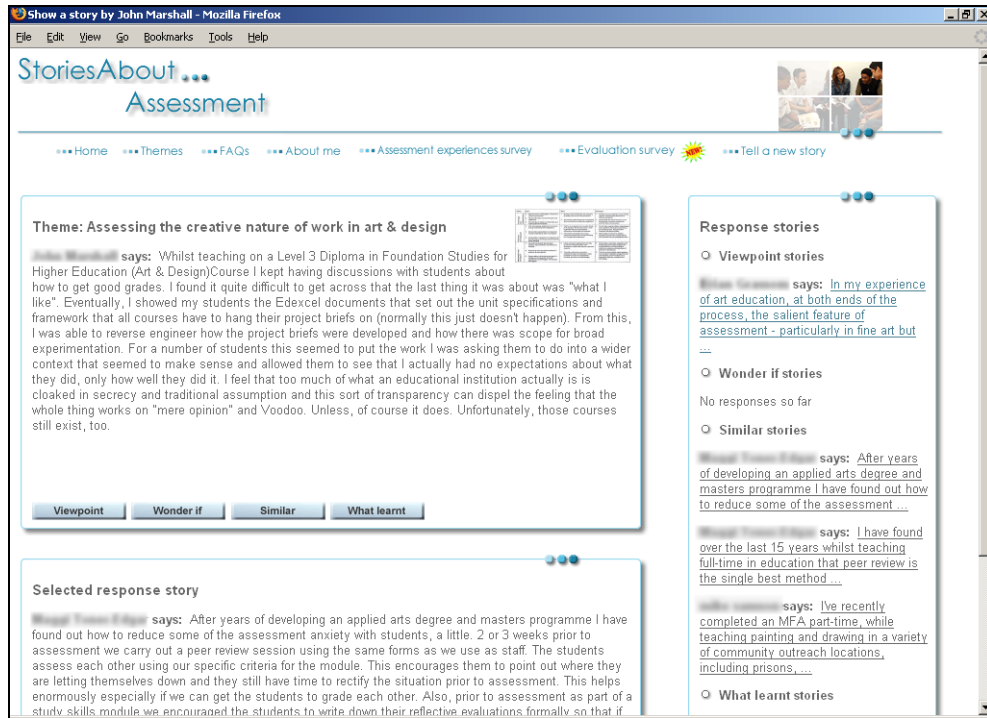 Show a story by John Marshall - Mozilla Firefox
File Edit View Go Bookmarks Tools Help
StoriesAbout ...
Assessment
Home Themes FAQs About me Assessment experiences survey Evaluation survey NEW! Tell a new story
Theme: Assessing the creative nature of work in art & design
says: Whilst teaching on a Level 3 Diploma in Foundation Studies for
Higher Education (Art & Design)Course I kept having discussions with students about
how to get good grades. I found it quite difficult to get across that the last thing it was about was "what I
like". Eventually, I showed my students the Edexcel documents that set out the unit specifications and
framework that all courses have to hang their project briefs on (normally this just doesn't happen). From this,
I was able to reverse engineer how the project briefs were developed and how there was scope for broad
experimentation. For a number of students this seemed to put the work I was asking them to do into a wider
context that seemed to make sense and allowed them to see that I actually had no expectations about what
they did, only how well they did it. I feel that too much of what an educational institution actually is is
cloaked in secrecy and traditional assumption and this sort of transparency can dispel the feeling that the
whole thing works on "mere opinion" and Voodoo. Unless, of course it does. Unfortunately, those courses
still exist, too.
Viewpoint Wonder if Similar What learnt
Selected response story
says: After years of developing an applied arts degree and masters programme I have
found out how to reduce some of the assessment anxiety with students, a little. 2 or 3 weeks prior to
assessment we carry out a peer review session using the same forms as we use as staff. The students
assess each other using our specific criteria for the module. This encourages them to point out where they
are letting themselves down and they still have time to rectify the situation prior to assessment. This helps
enormously especially if we can get the students to grade each other. Also, prior to assessment as part of a
study skills module we encouraged the students to write down their reflective evaluations formally so that if
Response stories
Viewpoint stories
says: In my experience
of art education, at both ends of the
process, the salient feature of
assessment - particularly in fine art but
...
Wonder if stories
No responses so far
Similar stories
says: After years
of developing an applied arts degree and
masters programme I have found out how
to reduce some of the assessment ...
says: I have found
over the last 15 years whilst teaching
full-time in education that peer review is
the single best method ...
says: I've recently
completed an MFA part-time, while
teaching painting and drawing in a variety
of community outreach locations,
including prisons, ...
What learnt stories